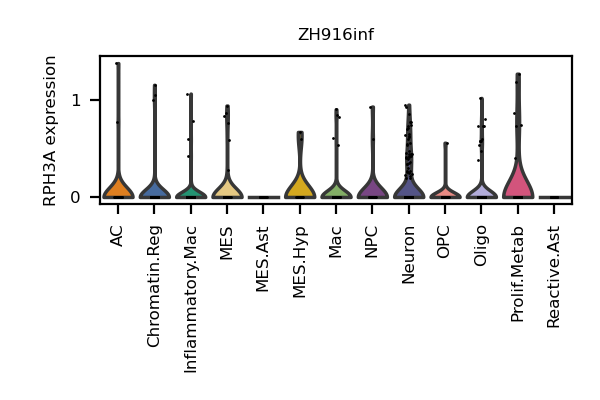 ZH916inf
RPH3A expression
1
0
AC
Chromatin.Reg
Inflammatory.Mac
MES
MES.Ast
MES.Hyp
Mac
NPC
Neuron
OPC
Oligo
Prolif.Metab
Reactive.Ast